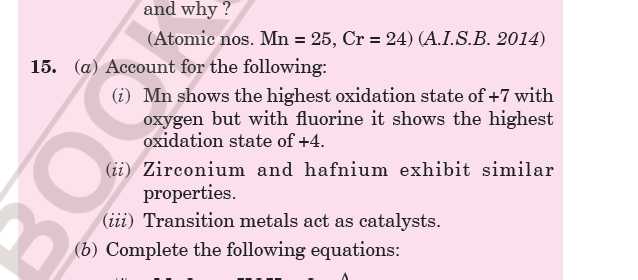 and why ?
(Atomic nos. Mn = 25, Cr = 24) (A.I.S.B. 2014)
15. (a) Account for the following:
(i) Mn shows the highest oxidation state of +7 with
oxygen but with fluorine it shows the highest
oxidation state of +4.
(ii) Zirconium and hafnium exhibit similar
properties.
(iii) Transition metals act as catalysts.
(b) Complete the following equations:
BOOK